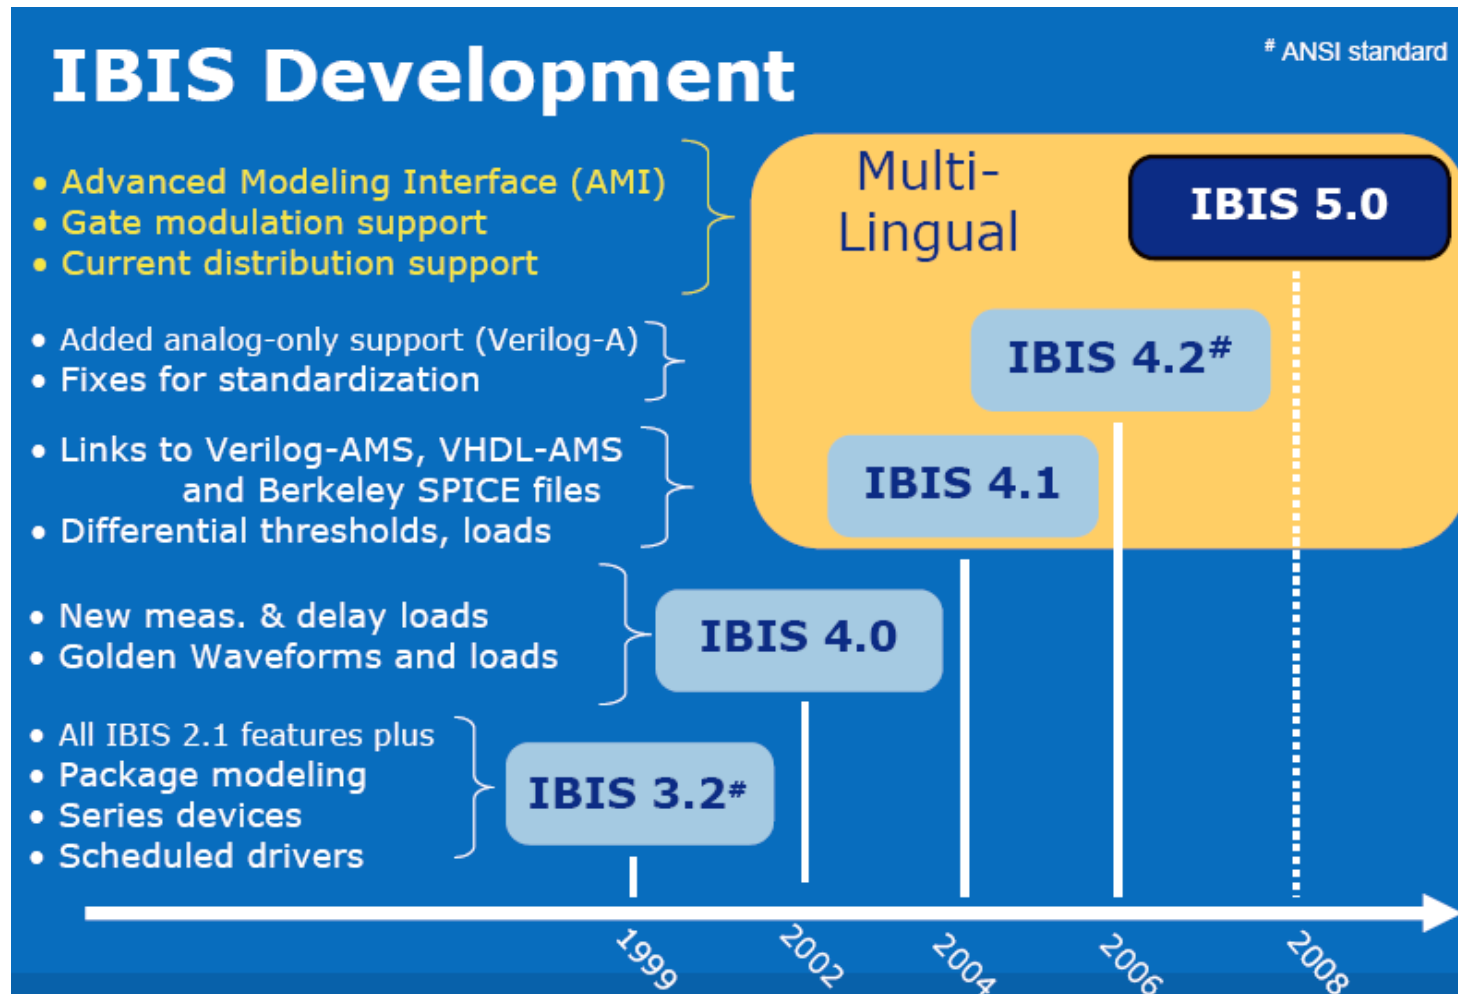 IBIS Development
# ANSI standard
• Advanced Modeling Interface (AMI)
• Gate modulation support
• Current distribution support
Multi-
Lingual
IBIS 5.0
• Added analog-only support (Verilog-A)
• Fixes for standardization
IBIS 4.2#
• Links to Verilog-AMS, VHDL-AMS
and Berkeley SPICE files
• Differential thresholds, loads
IBIS 4.1
• New meas. & delay loads
• Golden Waveforms and loads
IBIS 4.0
• All IBIS 2.1 features plus
• Package modeling
• Series devices
• Scheduled drivers
IBIS 3.2#
1999
2002
2004
2006
2008